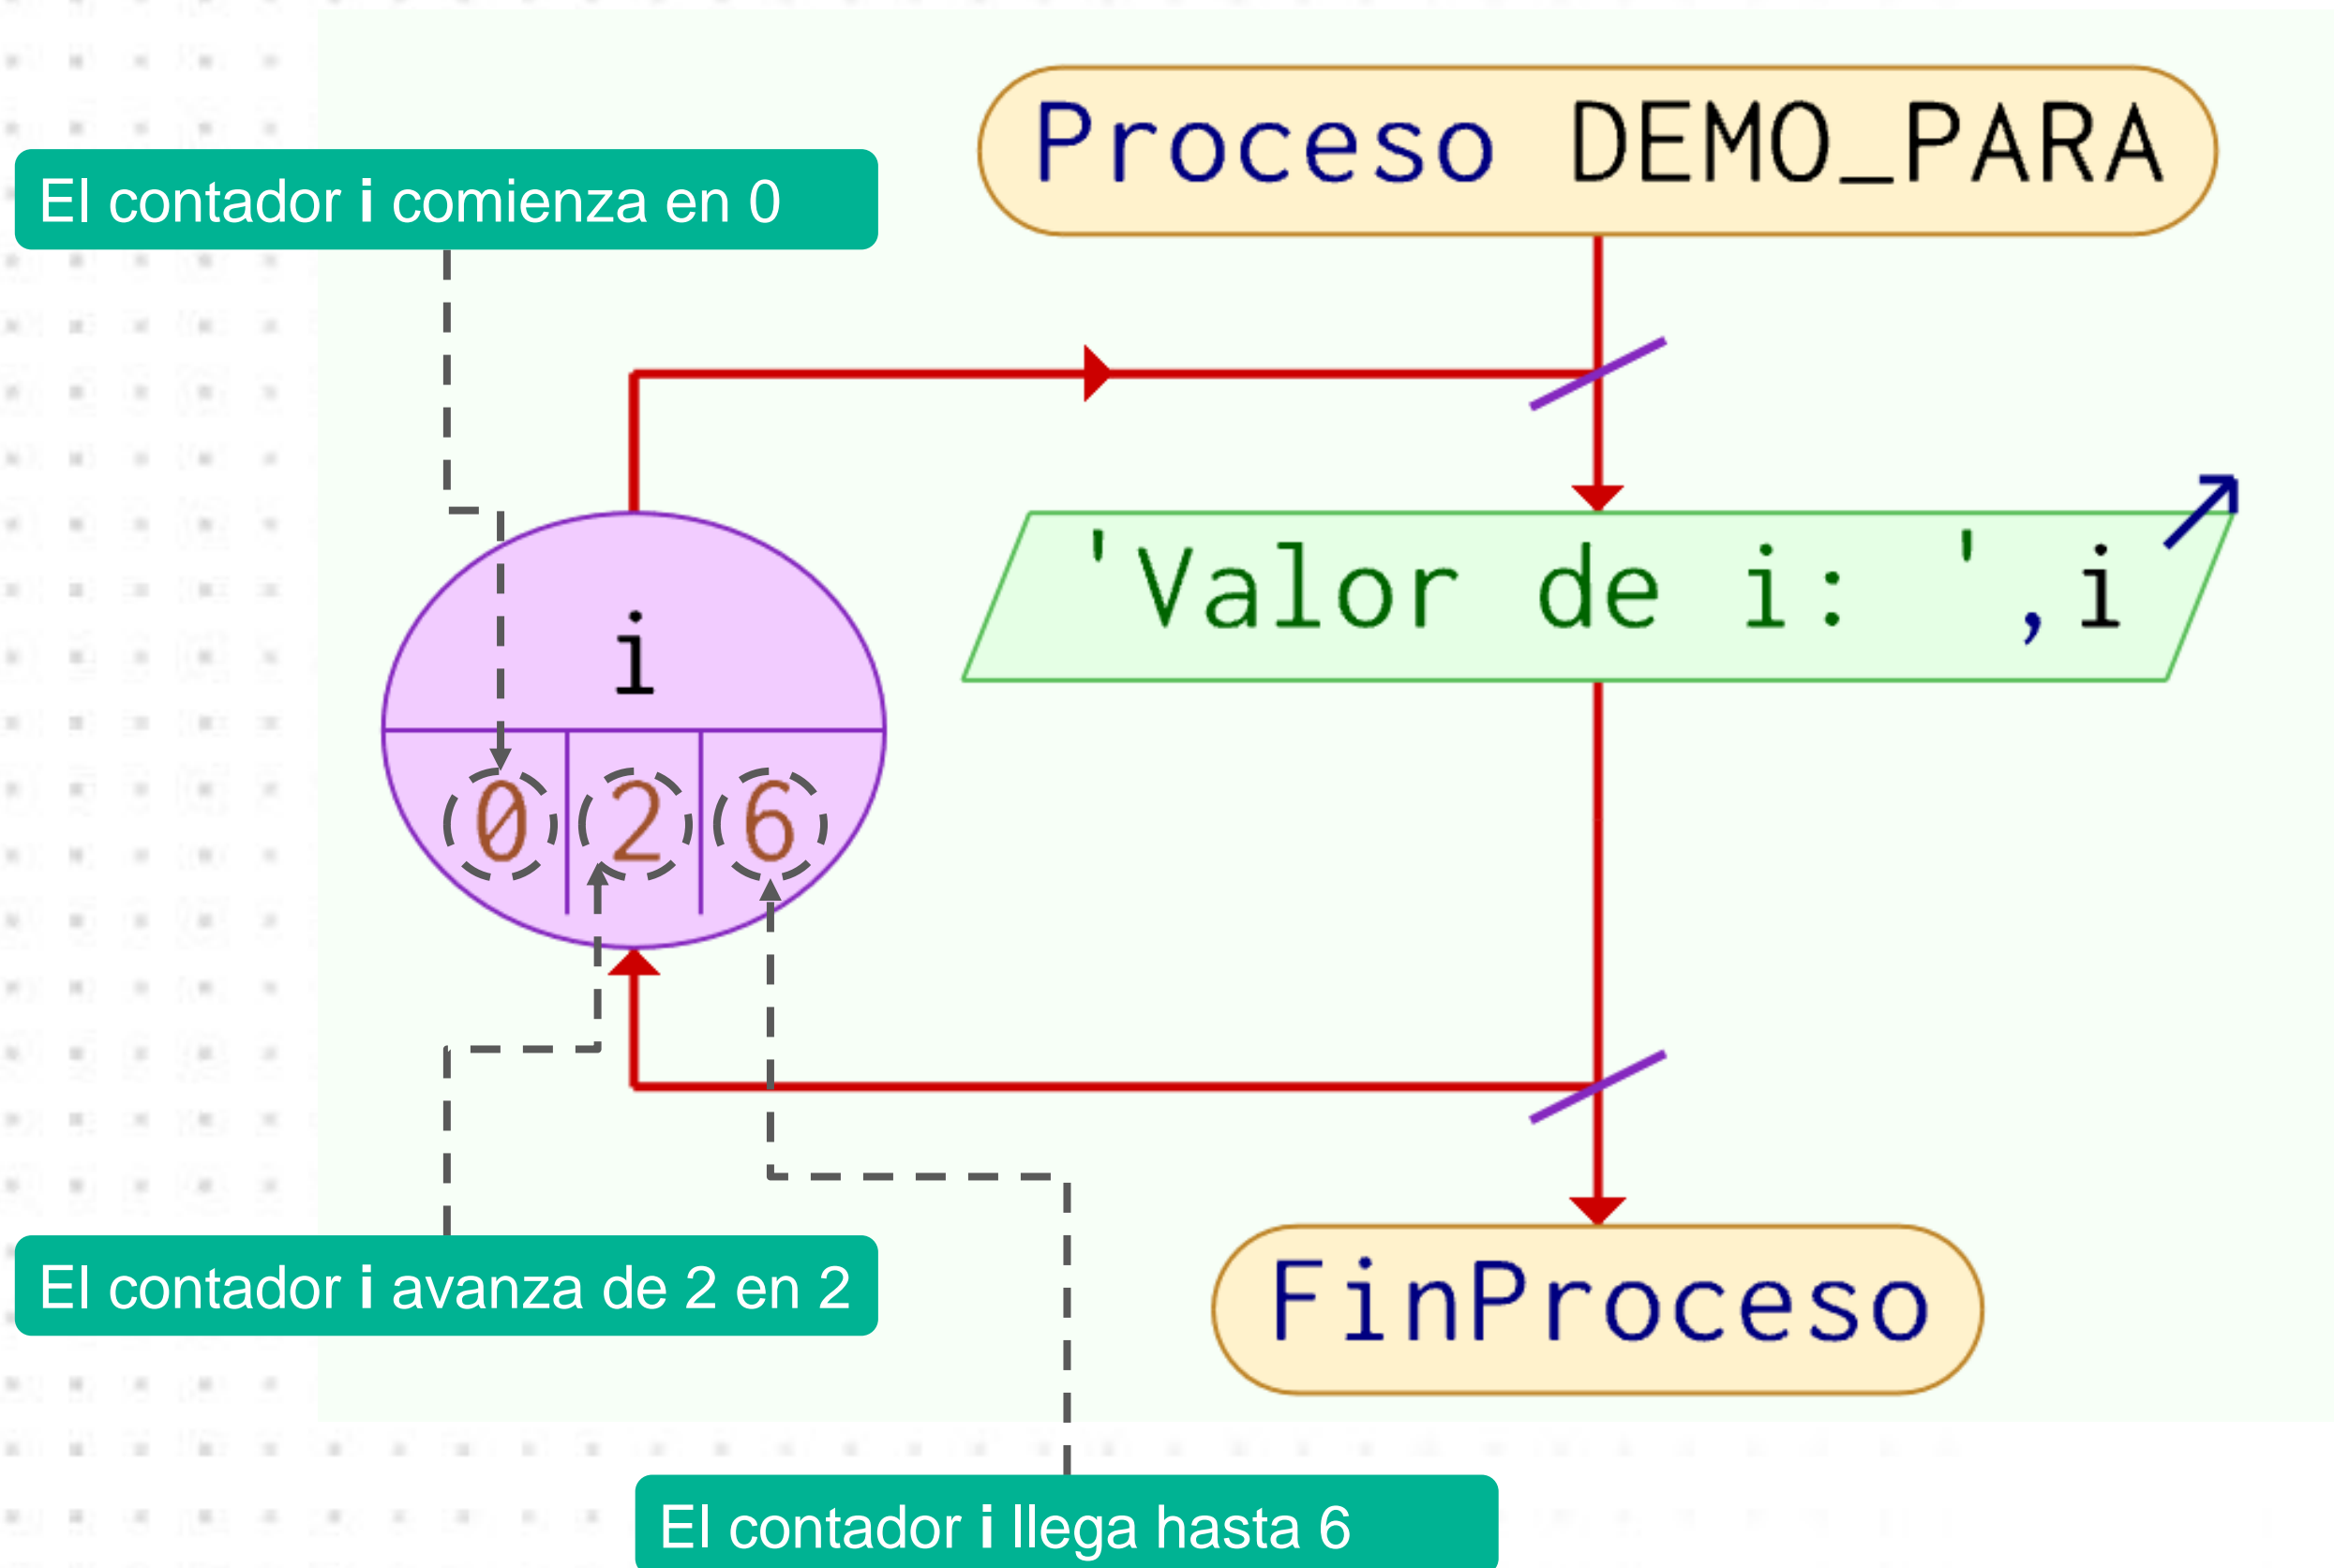 Proceso DEMO_PARA
El contador i comienza en 0
'Valor de i: ',i
i
0 2 6
El contador i avanza de 2 en 2
FinProceso
El contador i llega hasta 6